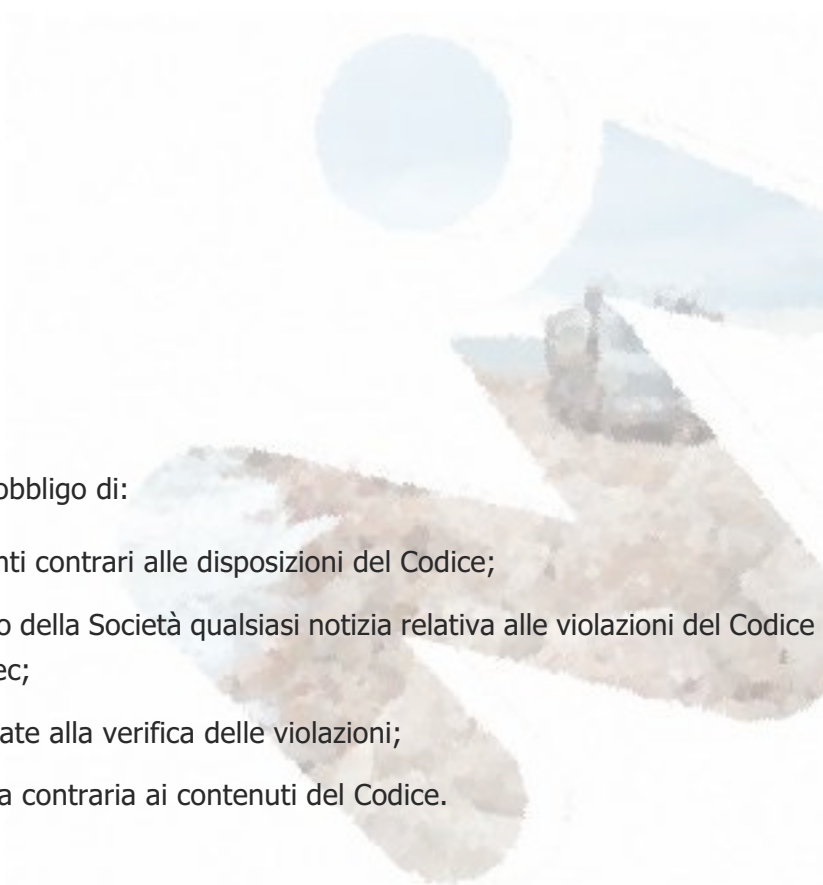 obbligo di:
nti contrari alle disposizioni del Codice;
o della Società qualsiasi notizia relativa alle violazioni del Codice
ec;
ate alla verifica delle violazioni;
a contraria ai contenuti del Codice.